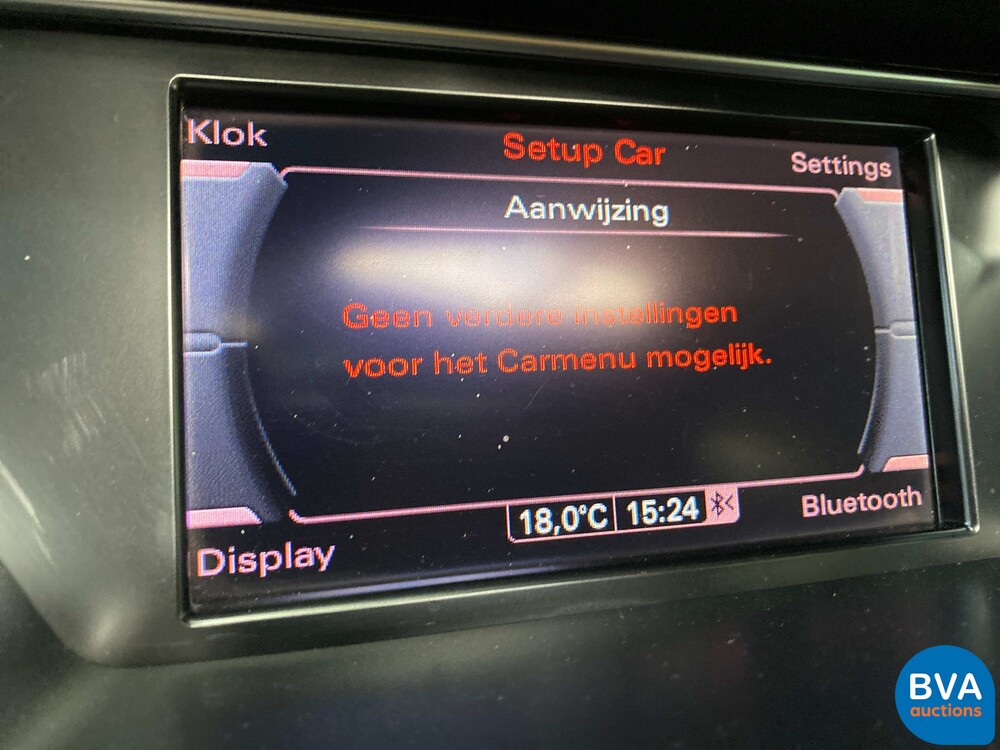 Klok
Setup Car
Settings
Aanwijzing
Geen verdere instellingen
voor het Carmenu mogelijk.
18,0°C 15:24
Bluetooth
Display
BVA
auctions